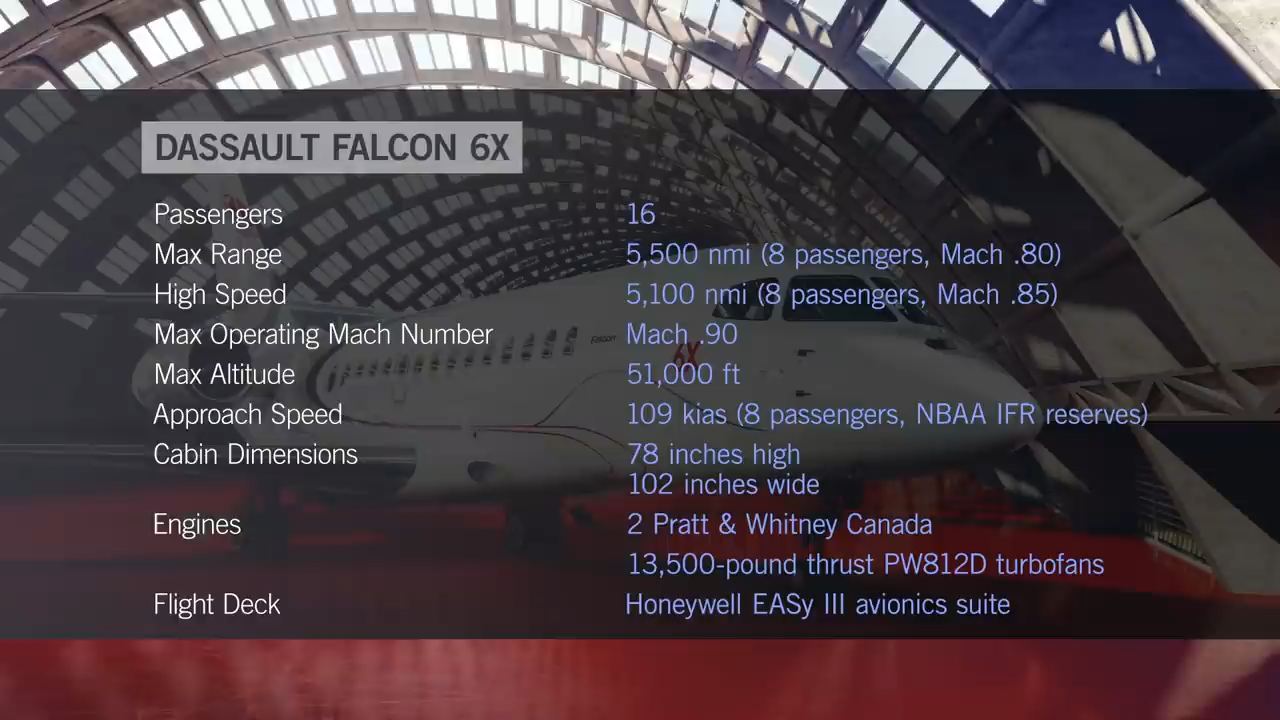 DASSAULT FALCON 6X
Passengers 16
Max Range 5,500 nmi (8 passengers, Mach .80)
High Speed 5,100 nmi (8 passengers, Mach .85)
Max Operating Mach Number Mach .90
Max Altitude 51,000 ft
Approach Speed 109 kias (8 passengers, NBAA IFR reserves)
Cabin Dimensions 78 inches high
102 inches wide
Engines 2 Pratt & Whitney Canada
13,500-pound thrust PW812D turbofans
Flight Deck Honeywell EASy III avionics suite
FALCON
6X